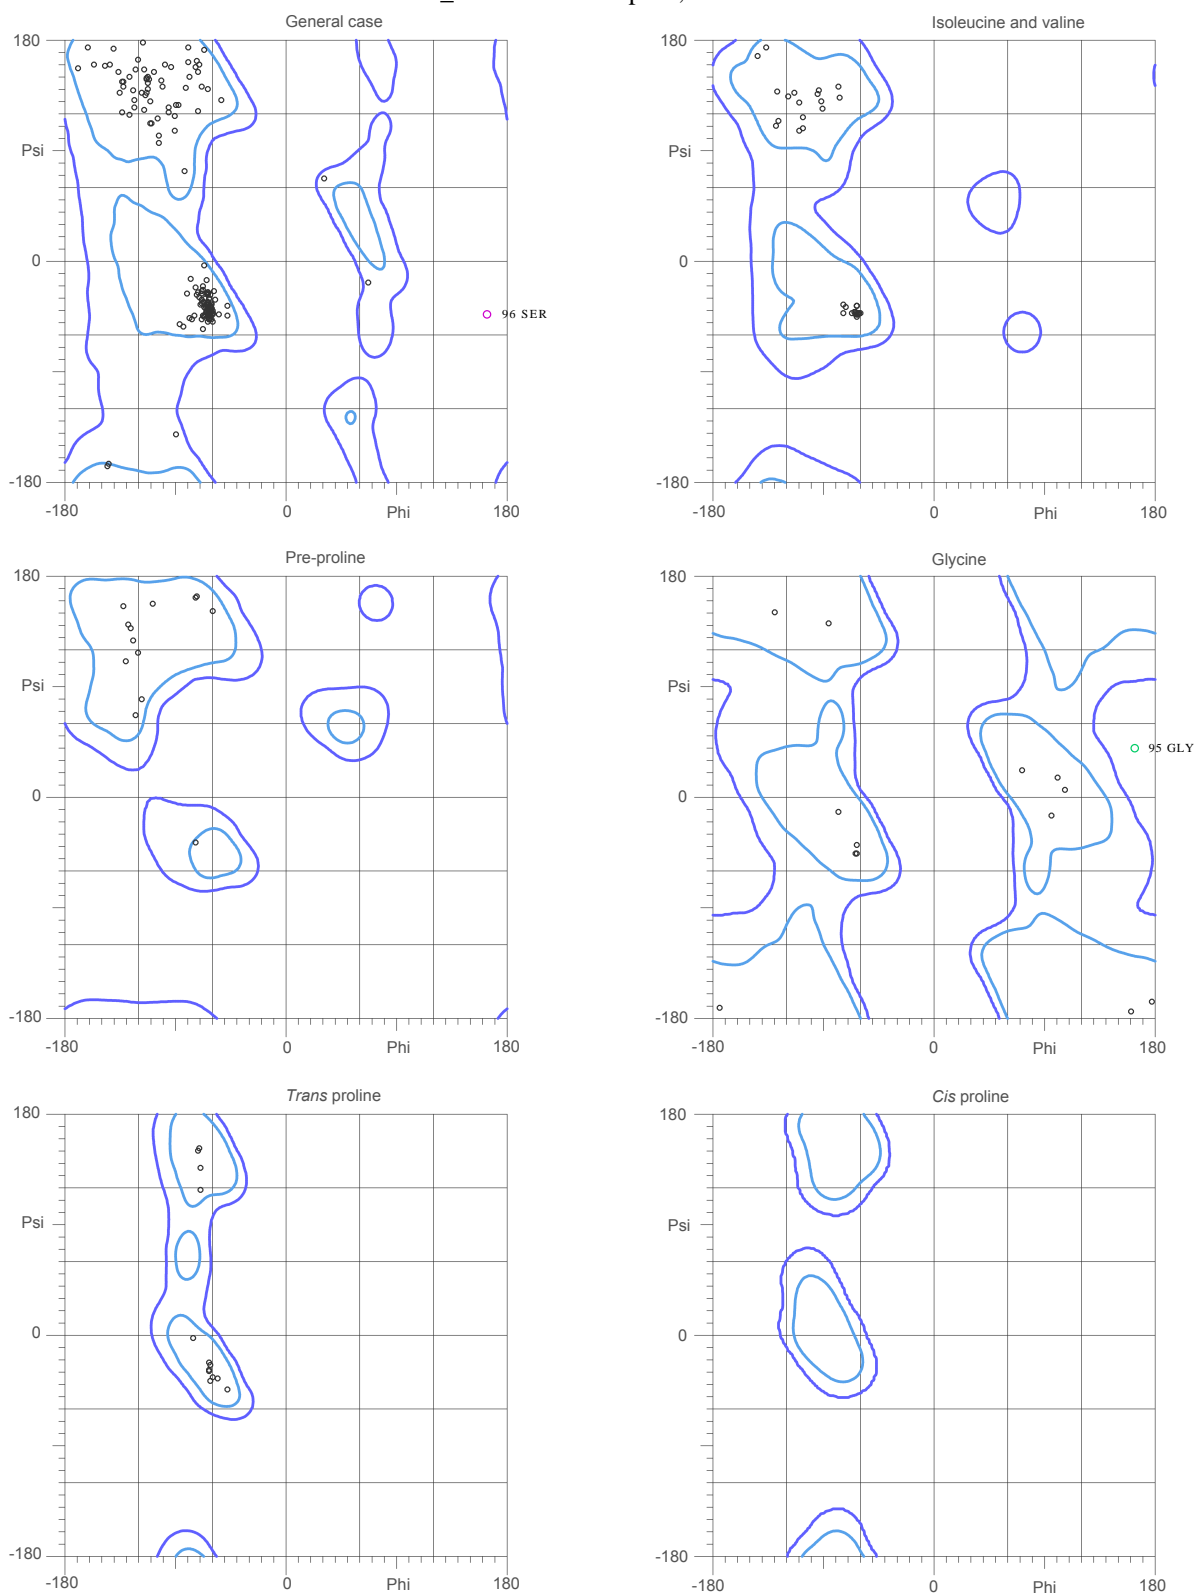 General case
Isoleucine and valine
180
180
Psi
Psi
0
0
96 SER
-180
-180
-180
0
Phi
180
-180
0
Phi
180
Pre-proline
Glycine
180
180
Psi
Psi
95 GLY
0
0
-180
-180
-180
0
Phi
180
-180
0
Phi
180
Trans proline
Cis proline
180
180
Psi
Psi
0
0
-180
-180
-180
0
Phi
180
-180
0
Phi
180